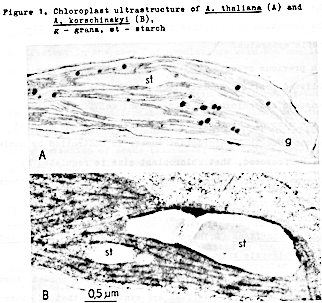 Figure 1. Chloroplast ultrastructure of A. thaliana (A) and
A. korschinskyi (B),
g - grana, st - starch
st
g
A
st
st
B 0,5 µm